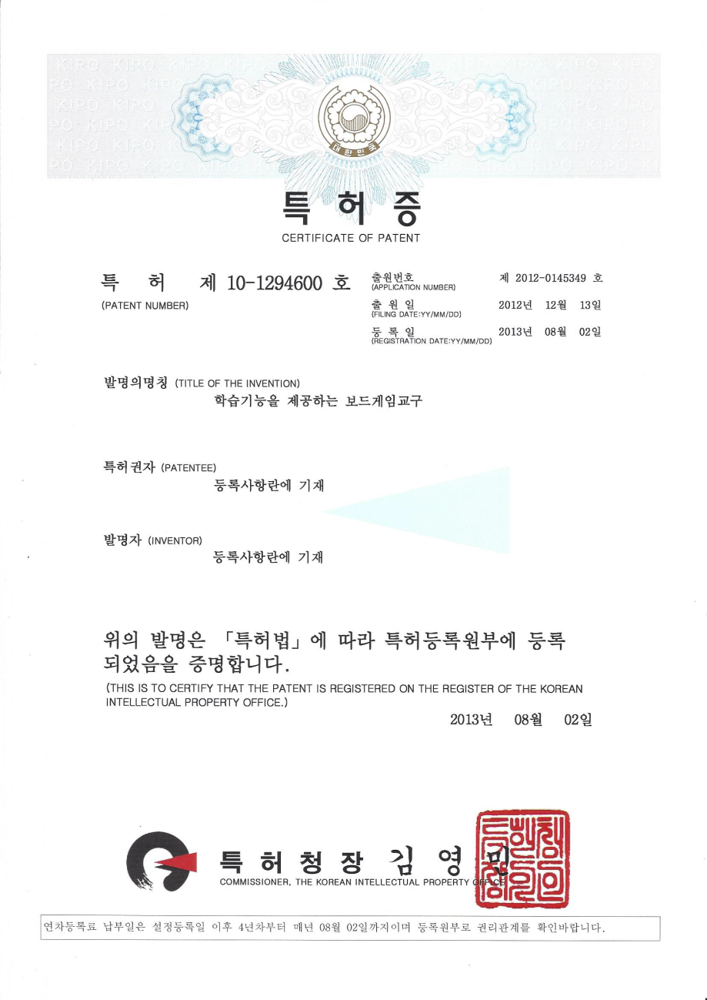 KIPO KIPO KIPO KIPO KIPO KIPO KIPO
대한민국
특 허 증
CERTIFICATE OF PATENT
특 허 제 10-1294600 호
(PATENT NUMBER)
출원번호 제 2012-0145349 호
(APPLICATION NUMBER)
출 원 일 2012년 12월 13일
(FILING DATE:YY/MM/DD)
등 록 일 2013년 08월 02일
(REGISTRATION DATE:YY/MM/DD)
발명의명칭 (TITLE OF THE INVENTION)
학습기능을 제공하는 보드게임교구
특허권자 (PATENTEE)
등록사항란에 기재
발명자 (INVENTOR)
등록사항란에 기재
위의 발명은 「특허법」에 따라 특허등록원부에 등록
되었음을 증명합니다.
(THIS IS TO CERTIFY THAT THE PATENT IS REGISTERED ON THE REGISTER OF THE KOREAN
INTELLECTUAL PROPERTY OFFICE.)
2013년 08월 02일
특 허 청 장 김 영 민
COMMISSIONER, THE KOREAN INTELLECTUAL PROPERTY OFFICE
연차등록료 납부일은 설정등록일 이후 4년차부터 매년 08월 02일까지이며 등록원부로 권리관계를 확인바랍니다.